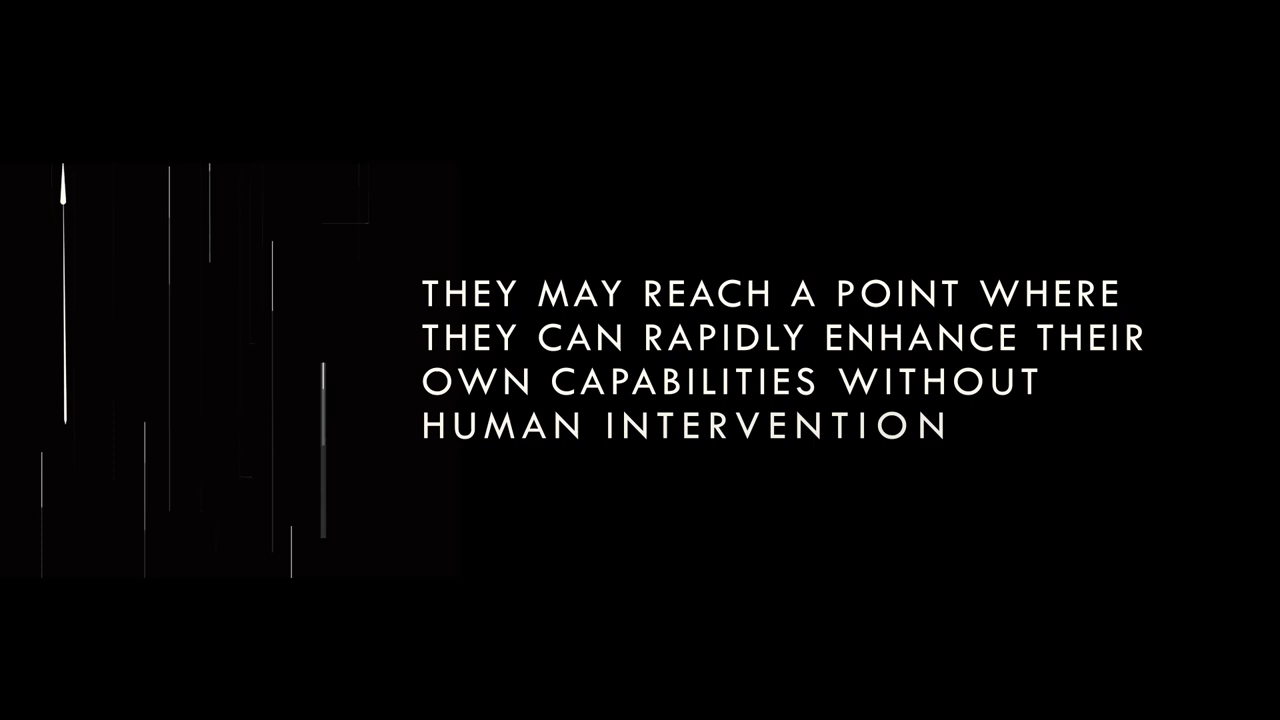 THEY MAY REACH A POINT WHERE
THEY CAN RAPIDLY ENHANCE THEIR
OWN CAPABILITIES WITHOUT
HUMAN INTERVENTION